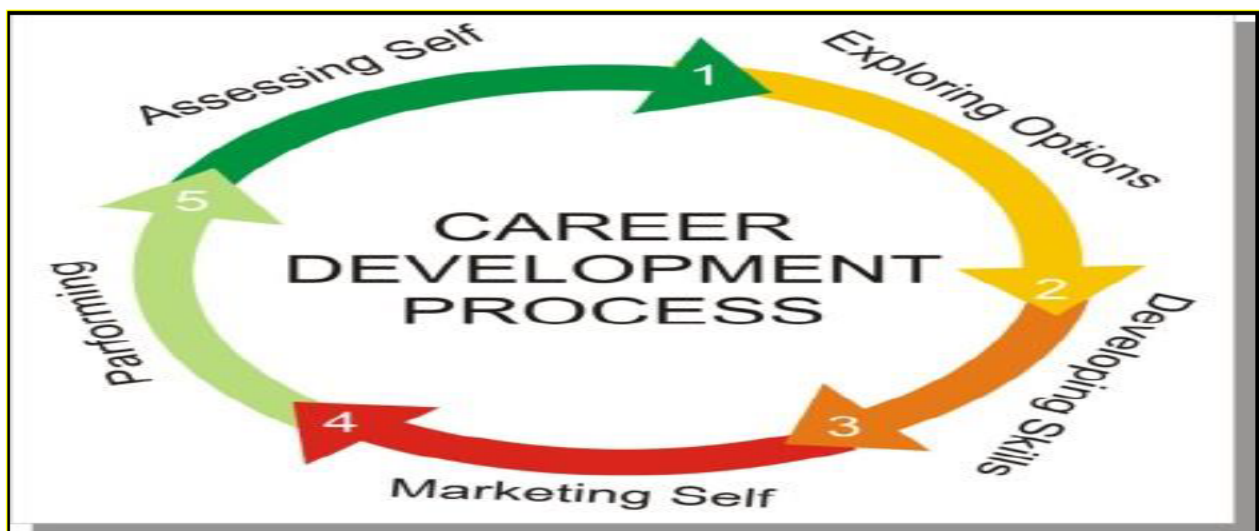 Assessing Self
1
Exploring Options
2
Developing Skills
3
Marketing Self
4
Parforming
5
CAREER
DEVELOPMENT
PROCESS